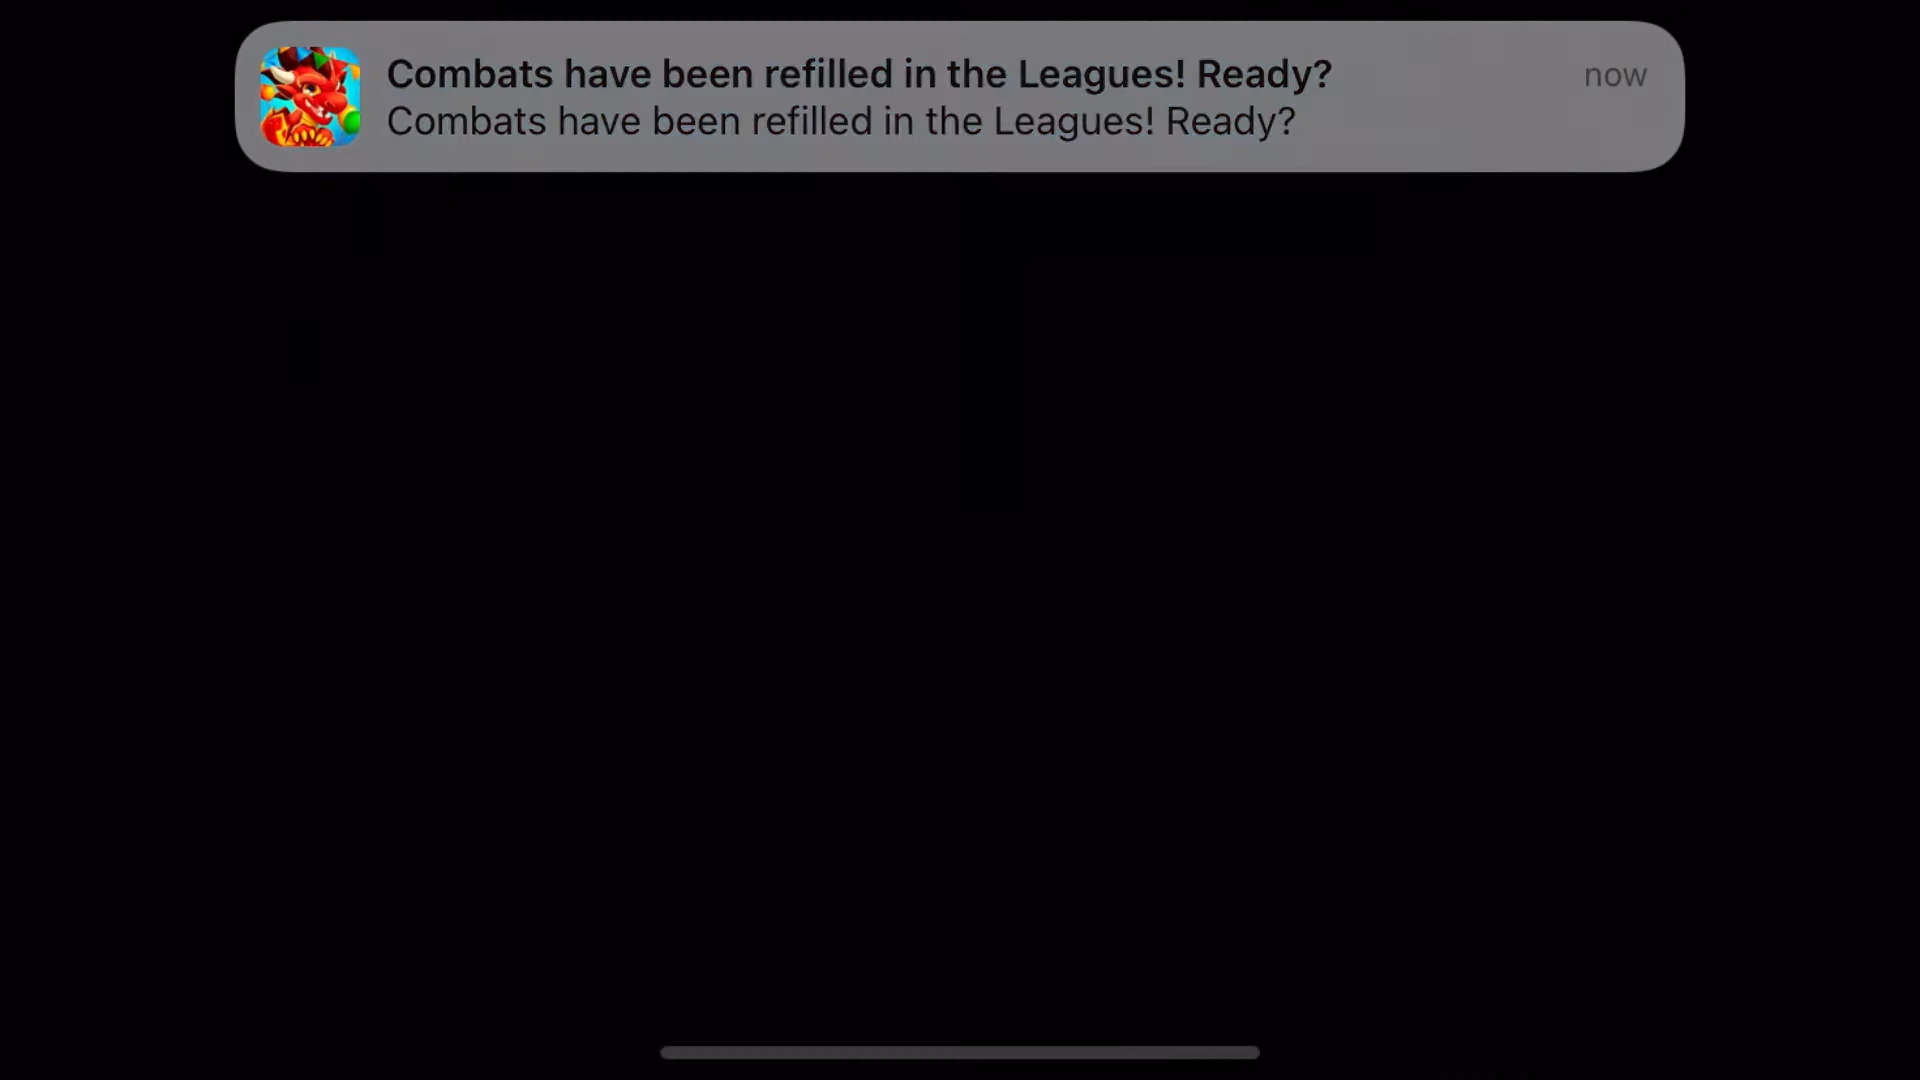 Combats have been refilled in the Leagues! Ready?
now
Combats have been refilled in the Leagues! Ready?